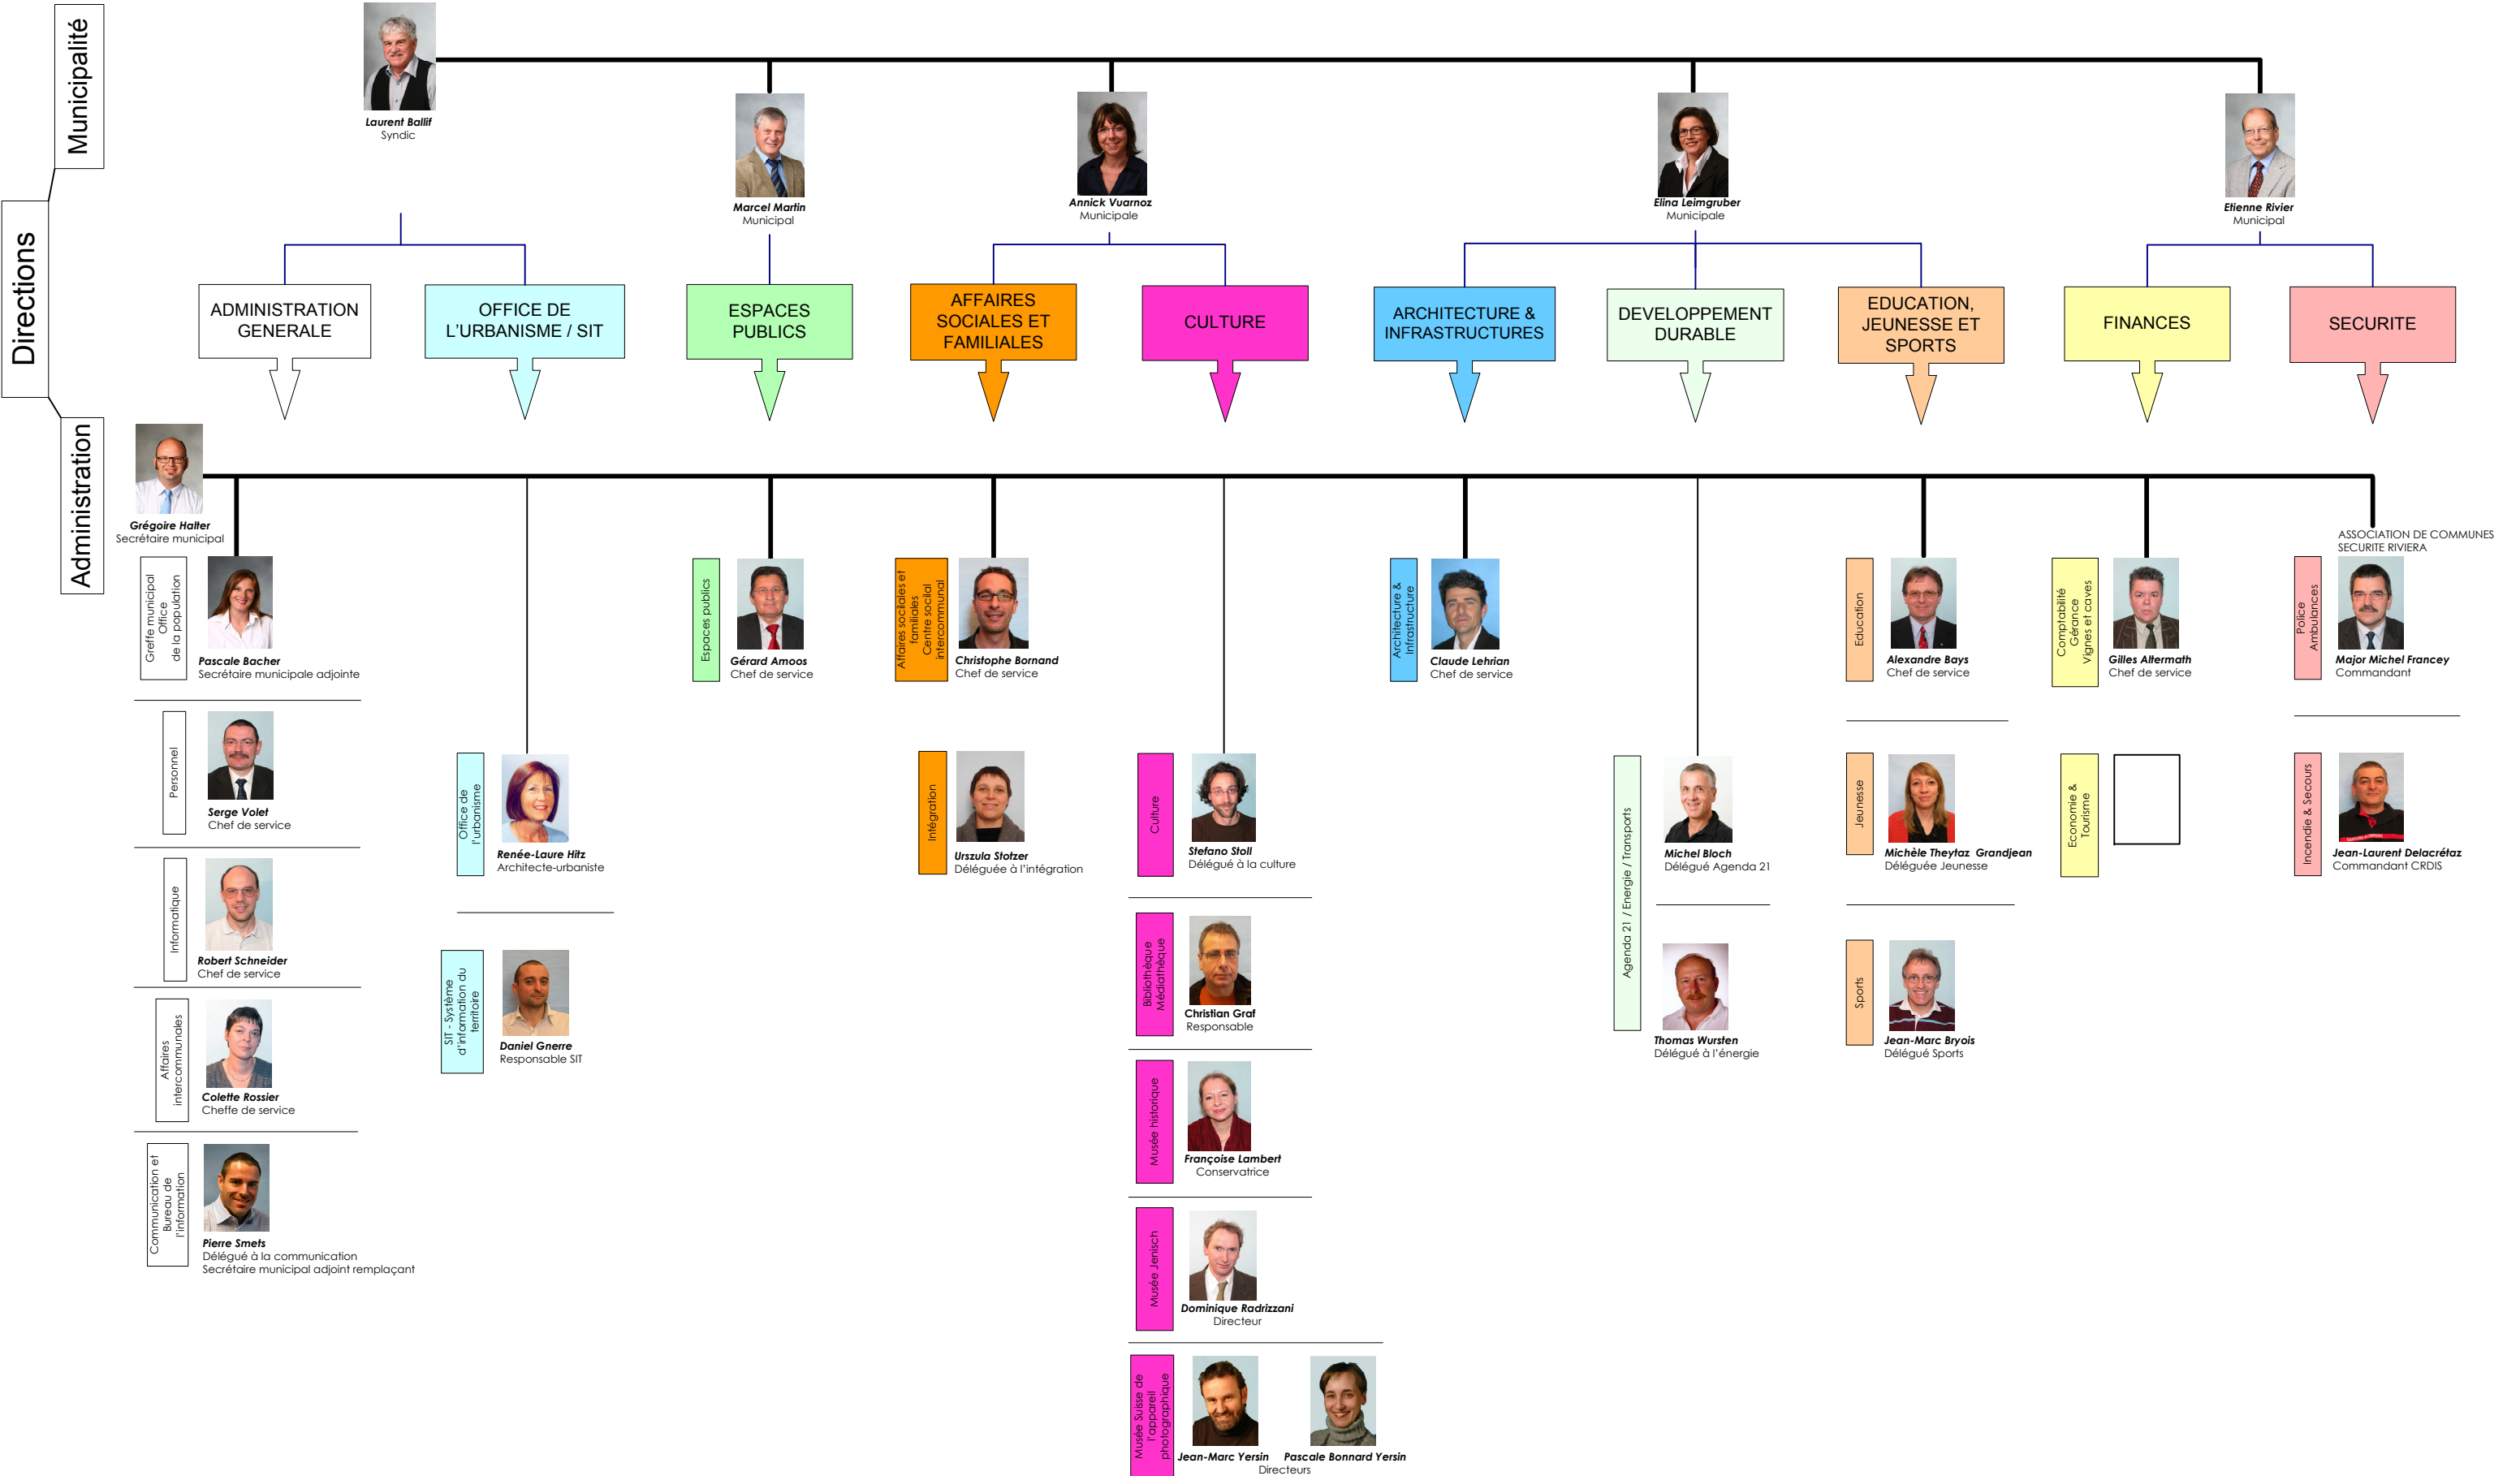 Municipalité
Directions
Administration
Laurent Ballif
Syndic
Marcel Martin
Municipal
Annick Vuarnoz
Municipale
Elina Leimgruber
Municipale
Etienne Rivier
Municipal
ADMINISTRATION
GENERALE
OFFICE DE
L'URBANISME / SIT
ESPACES
PUBLICS
AFFAIRES
SOCIALES ET
FAMILIALES
CULTURE
ARCHITECTURE &
INFRASTRUCTURES
DEVELOPPEMENT
DURABLE
EDUCATION,
JEUNESSE ET
SPORTS
FINANCES
SECURITE
Grégoire Halter
Secrétaire municipal
Greffe municipal
Office
de la population
Pascale Bacher
Secrétaire municipale adjointe
Personnel
Serge Volet
Chef de service
Informatique
Robert Schneider
Chef de service
Affaires
intercommunales
Colette Rossier
Cheffe de service
Communication et
Bureau de
l'information
Pierre Smets
Délégué à la communication
Secrétaire municipal adjoint remplaçant
Office de
l'urbanisme
Renée-Laure Hitz
Architecte-urbaniste
SIT - Système
d'information du
territoire
Daniel Gnerre
Responsable SIT
Espaces publics
Gérard Amoos
Chef de service
Affaires socilales et
familiales
Centre socilal
intercommunal
Christophe Bornand
Chef de service
Intégration
Urszula Stotzer
Déléguée à l'intégration
Culture
Stefano Stoll
Délégué à la culture
Bibliothèque
Médiathèque
Christian Graf
Responsable
Musée historique
Françoise Lambert
Conservatrice
Musée Jenisch
Dominique Radrizzani
Directeur
Musée Suisse de
l'appareil
photographique
Jean-Marc Yersin
Pascale Bonnard Yersin
Directeurs
Architecture &
Infrastructure
Claude Lehrian
Chef de service
Agenda 21 / Energie / Transports
Michel Bloch
Délégué Agenda 21
Thomas Wursten
Délégué à l'énergie
Education
Alexandre Bays
Chef de service
Jeunesse
Michèle Theytaz Grandjean
Déléguée Jeunesse
Sports
Jean-Marc Bryois
Délégué Sports
Comptabilité
Gérance
Vignes et caves
Gilles Altermath
Chef de service
Economie &
Tourisme
ASSOCIATION DE COMMUNES
SECURITE RIVIERA
Police
Ambulances
Major Michel Francey
Commandant
Incendie & Secours
Jean-Laurent Delacrétaz
Commandant CRDIS